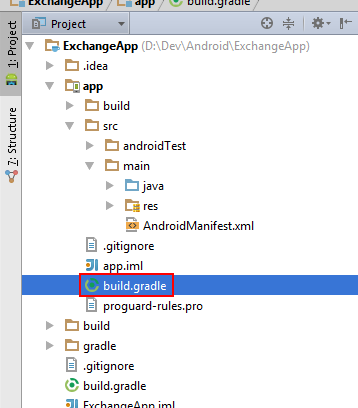 ExchangeApp app build.gradle
Project
1: Project
7: Structure
ExchangeApp (D:\Dev\Android\ExchangeApp)
.idea
app
build
src
androidTest
main
java
res
AndroidManifest.xml
.gitignore
app.iml
build.gradle
proguard-rules.pro
build
gradle
.gitignore
build.gradle
ExchangeApp.iml